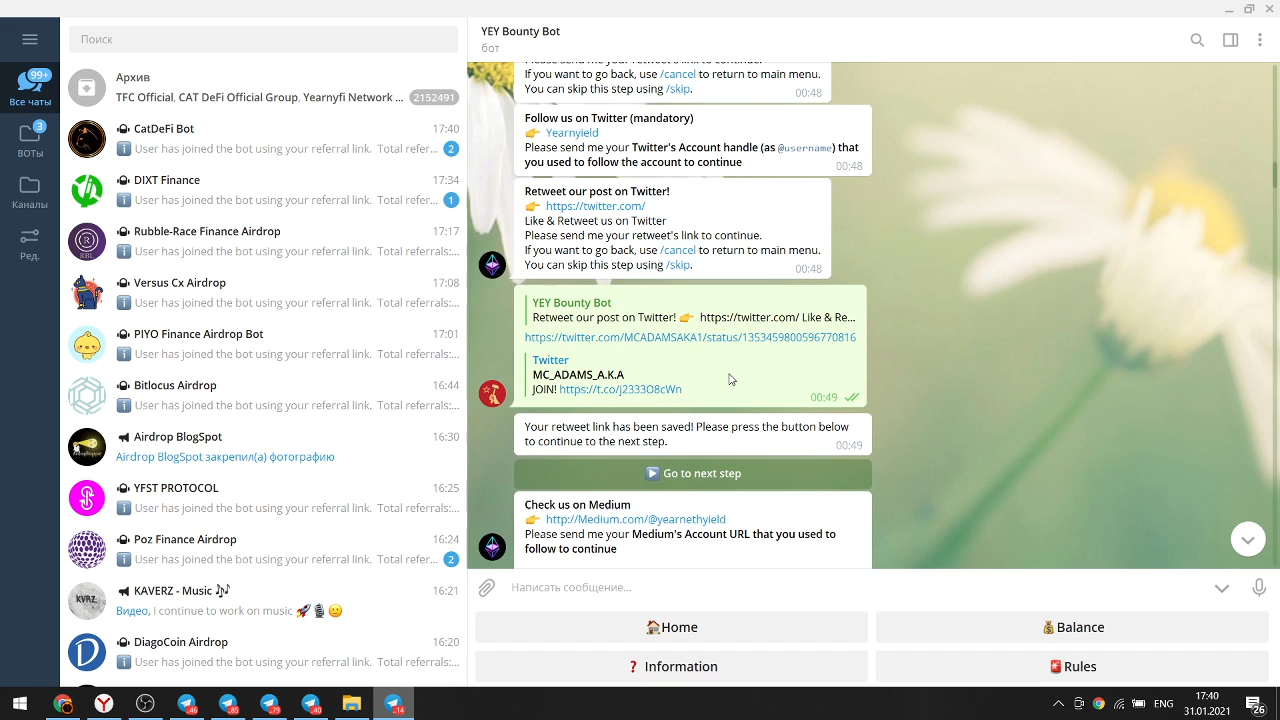 Поиск
99+
Все чаты
3
ВОТы
Каналы
Ред.
Архив
TFC Official, CAT DeFi Official Group, Yearnyfi Network ...
2152491
CatDeFi Bot
17:40
User has joined the bot using your referral link. Total refer...
2
DIXT Finance
17:34
User has joined the bot using your referral link. Total refer...
1
Rubble-Race Finance Airdrop
17:17
User has joined the bot using your referral link. Total referrals:...
RBL
Versus Cx Airdrop
17:08
User has joined the bot using your referral link. Total referrals:...
PIYO Finance Airdrop Bot
17:01
User has joined the bot using your referral link. Total referrals:...
Bitlocus Airdrop
16:44
User has joined the bot using your referral link. Total referrals:...
Airdrop BlogSpot
16:30
Airdrop BlogSpot закрепил(а) фотографию
YFST PROTOCOL
16:25
User has joined the bot using your referral link. Total referrals:...
Poz Finance Airdrop
16:24
User has joined the bot using your referral link. Total refer...
2
KAVERZ - Music
16:21
Видео, I continue to work on music
KVRZ
DiagoCoin Airdrop
16:20
User has joined the bot using your referral link. Total referrals:...
YEY Bounty Bot
бот
Please send me your retweet's link to continue.
If you want to go back, use /cancel to return to main menu.
You can skip this step using /skip.
00:48
Follow us on Twitter (mandatory)
👉 Yearnyield
Please send me your Twitter's Account handle (as @username) that
you used to follow the account to continue
00:48
Retweet our post on Twitter!
👉 https://twitter.com/
Like & Retweet us on Twitter
Please send me your retweet's link to continue.
If you want to go back, use /cancel to return to main menu.
You can skip this step using /skip.
00:48
YEY Bounty Bot
Retweet our post on Twitter! 👉 https://twitter.com/ Like & Re...
https://twitter.com/MCADAMSAKA1/status/1353459800596770816
Twitter
MC_ADAMS_A.K.A
JOIN! https://t.co/j2333O8cWn
00:49
Your retweet link has been saved! Please press the button below
to continue to the next step.
00:49
Go to next step
Check us on Medium
👉 http://Medium.com/@yearnethyield
Please send me your Medium's Account URL that you used to
follow to continue
Написать сообщение...
Home
Balance
Information
Rules
46
85
79
40
14
ENG
17:40
31.01.2021
26